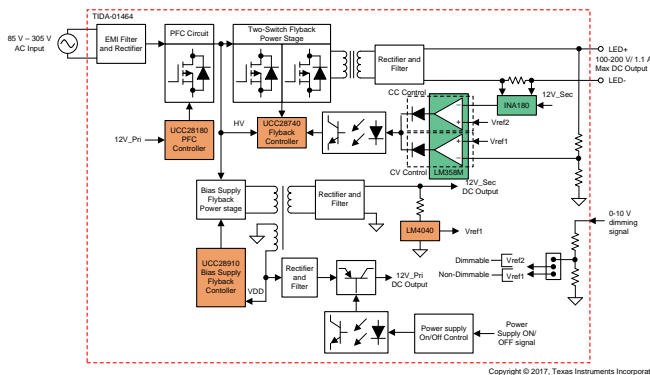 TIDA-01464
85 V – 305 V
AC Input
EMI Filter
and Rectifier
PFC Circuit
Two-Switch Flyback
Power Stage
Rectifier and
Filter
LED+
100-200 V/ 1.1 A
Max DC Output
LED-
12V_Sec
INA180
CC Control
Vref2
Vref1
CV Control
LM358M
12V_Pri
UCC28180
PFC
Controller
HV
UCC28740
Flyback
Controller
Bias Supply
Flyback
Power stage
Rectifier and
Filter
12V_Sec
DC Output
LM4040
Vref1
0-10 V
dimming
signal
Dimmable
Vref2
Non-Dimmable
Vref1
UCC28910
Bias Supply
Flyback
Contoller
VDD
Rectifier
and
Filter
12V_Pri
DC Output
Power supply
On/Off Control
Power
Supply ON/
OFF signal
Copyright © 2017, Texas Instruments Incorporat